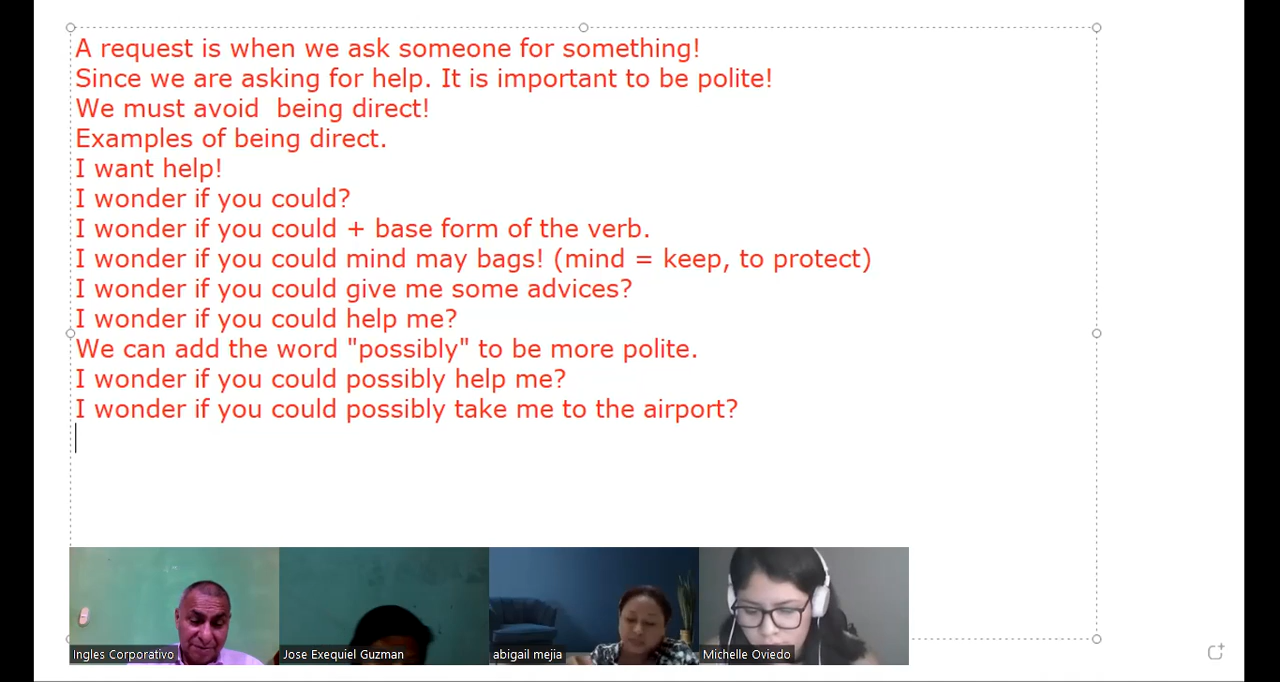 A request is when we ask someone for something!
Since we are asking for help. It is important to be polite!
We must avoid  being direct!
Examples of being direct.
I want help!
I wonder if you could?
I wonder if you could + base form of the verb.
I wonder if you could mind may bags! (mind = keep, to protect)
I wonder if you could give me some advices?
I wonder if you could help me?
We can add the word "possibly" to be more polite.
I wonder if you could possibly help me?
I wonder if you could possibly take me to the airport?
Ingles Corporativo
Jose Exequiel Guzman
abigail mejia
Michelle Oviedo